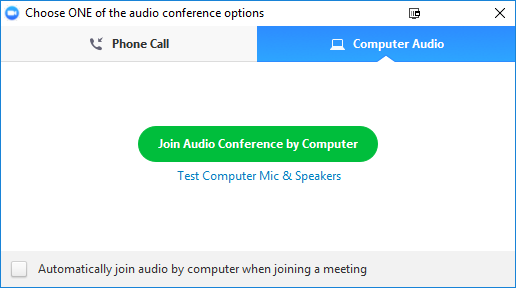 Choose ONE of the audio conference options
Phone Call
Computer Audio
Join Audio Conference by Computer
Test Computer Mic & Speakers
Automatically join audio by computer when joining a meeting